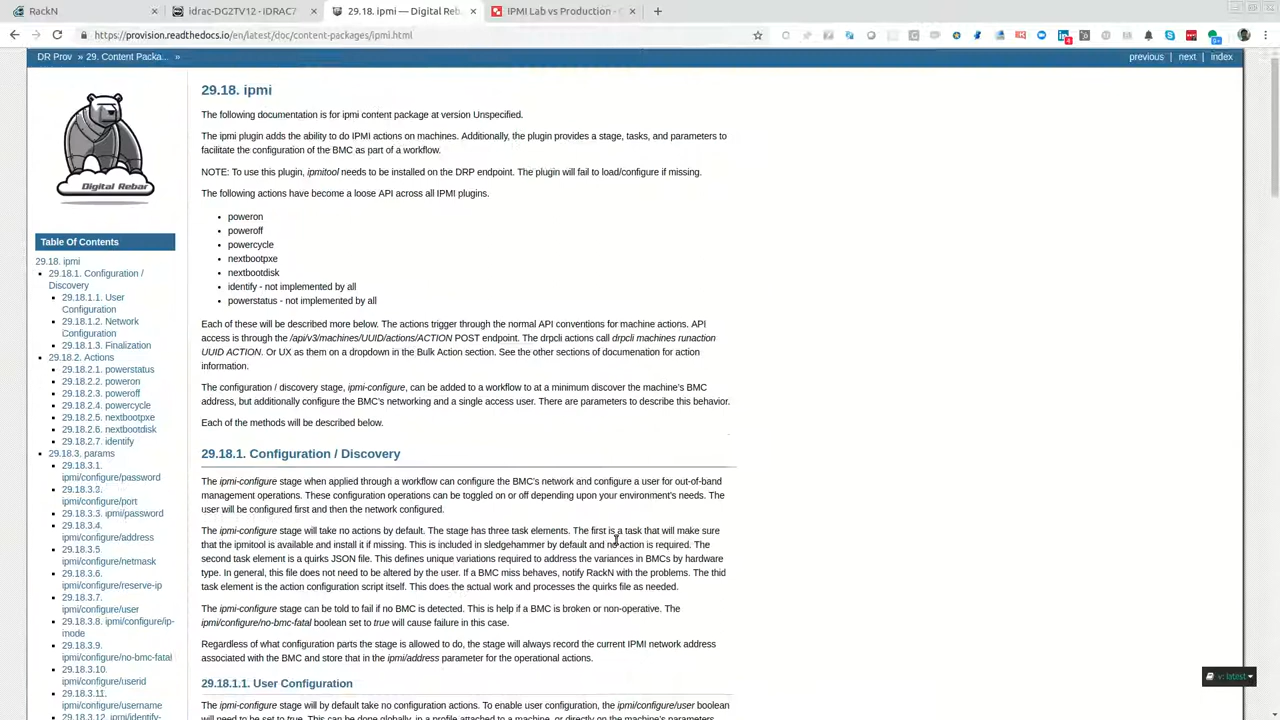 RackN
idrac-DG2TV12 - iDRAC7
29.18. ipmi — Digital Reb
IPMI Lab vs Production -
https://provision.readthedocs.io/en/latest/doc/content-packages/ipmi.html
DR Prov » 29. Content Packa... »
previous | next | index
Digital Rebar
Table Of Contents
29.18. ipmi
29.18.1. Configuration /
Discovery
29.18.1.1. User
Configuration
29.18.1.2. Network
Configuration
29.18.1.3. Finalization
29.18.2. Actions
29.18.2.1. powerstatus
29.18.2.2. poweron
29.18.2.3. poweroff
29.18.2.4. powercycle
29.18.2.5. nextbootpxe
29.18.2.6. nextbootdisk
29.18.2.7. identify
29.18.3. params
29.18.3.1.
ipmi/configure/password
29.18.3.2.
ipmi/configure/port
29.18.3.3. ipmi/password
29.18.3.4.
ipmi/configure/address
29.18.3.5.
ipmi/configure/netmask
29.18.3.6.
ipmi/configure/reserve-ip
29.18.3.7.
ipmi/configure/user
29.18.3.8. ipmi/configure/ip-
mode
29.18.3.9.
ipmi/configure/no-bmc-fatal
29.18.3.10.
ipmi/configure/userid
29.18.3.11.
ipmi/configure/username
29.18.3.12. ipmi/identify-
29.18. ipmi
The following documentation is for ipmi content package at version Unspecified.
The ipmi plugin adds the ability to do IPMI actions on machines. Additionally, the plugin provides a stage, tasks, and parameters to
facilitate the configuration of the BMC as part of a workflow.
NOTE: To use this plugin, ipmitool needs to be installed on the DRP endpoint. The plugin will fail to load/configure if missing.
The following actions have become a loose API across all IPMI plugins.
• poweron
• poweroff
• powercycle
• nextbootpxe
• nextbootdisk
• identify - not implemented by all
• powerstatus - not implemented by all
Each of these will be described more below. The actions trigger through the normal API conventions for machine actions. API
access is through the /api/v3/machines/UUID/actions/ACTION POST endpoint. The drpcli actions call drpcli machines runaction
UUID ACTION. Or UX as them on a dropdown in the Bulk Action section. See the other sections of documenation for action
information.
The configuration / discovery stage, ipmi-configure, can be added to a workflow to at a minimum discover the machine's BMC
address, but additionally configure the BMC's networking and a single access user. There are parameters to describe this behavior.
Each of the methods will be described below.
29.18.1. Configuration / Discovery
The ipmi-configure stage when applied through a workflow can configure the BMC's network and configure a user for out-of-band
management operations. These configuration operations can be toggled on or off depending upon your environment's needs. The
user will be configured first and then the network configured.
The ipmi-configure stage will take no actions by default. The stage has three task elements. The first is a task that will make sure
that the ipmitool is available and install it if missing. This is included in sledgehammer by default and no action is required. The
second task element is a quirks JSON file. This defines unique variations required to address the variances in BMCs by hardware
type. In general, this file does not need to be altered by the user. If a BMC miss behaves, notify RackN with the problems. The thid
task element is the action configuration script itself. This does the actual work and processes the quirks file as needed.
The ipmi-configure stage can be told to fail if no BMC is detected. This is help if a BMC is broken or non-operative. The
ipmi/configure/no-bmc-fatal boolean set to true will cause failure in this case.
Regardless of what configuration parts the stage is allowed to do, the stage will always record the current IPMI network address
associated with the BMC and store that in the ipmi/address parameter for the operational actions.
29.18.1.1. User Configuration
The ipmi-configure stage will by default take no configuration actions. To enable user configuration, the ipmi/configure/user boolean
will need to be set to true. This can be done globally, in a profile attached to a machine, or directly on the machine's parameters.
v: latest